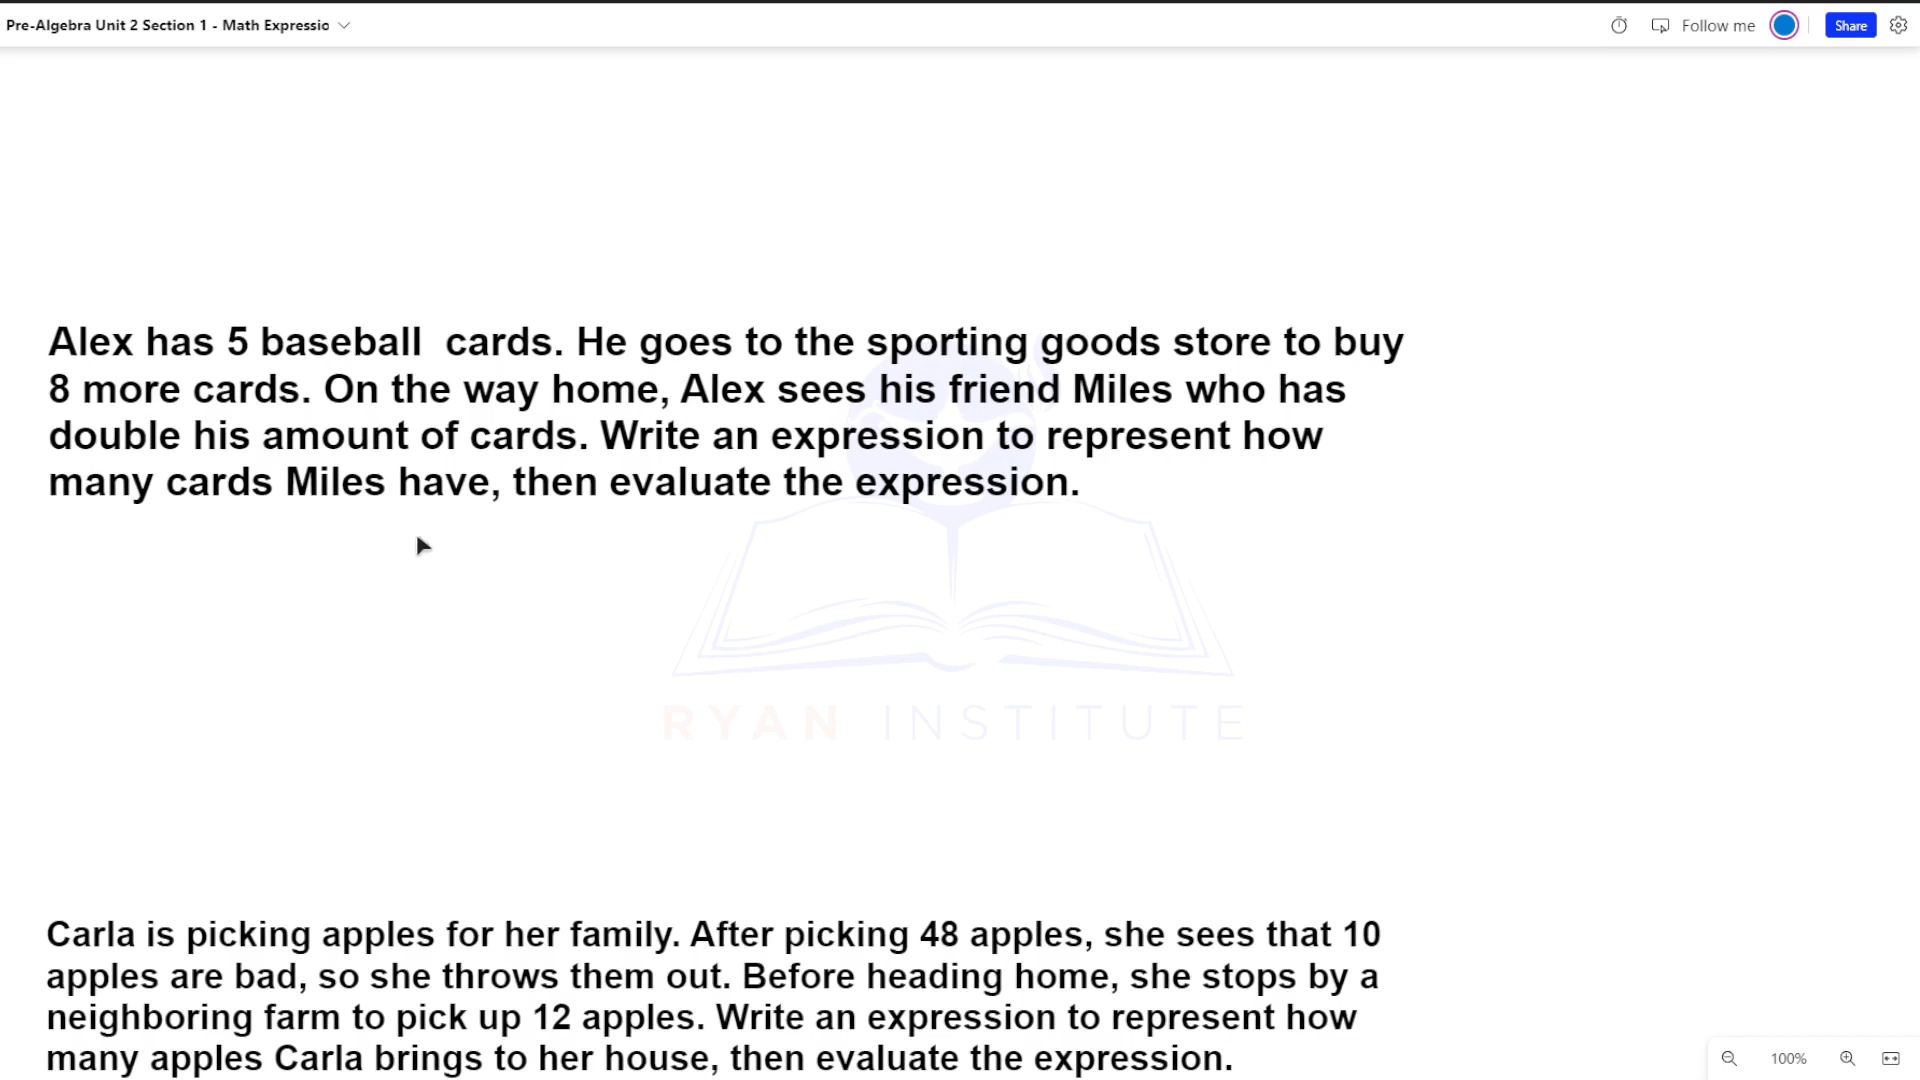 Pre-Algebra Unit 2 Section 1 - Math Expressio
Follow me
Share
Alex has 5 baseball  cards. He goes to the sporting goods store to buy
8 more cards. On the way home, Alex sees his friend Miles who has
double his amount of cards. Write an expression to represent how
many cards Miles have, then evaluate the expression.
RYAN INSTITUTE
Carla is picking apples for her family. After picking 48 apples, she sees that 10
apples are bad, so she throws them out. Before heading home, she stops by a
neighboring farm to pick up 12 apples. Write an expression to represent how
many apples Carla brings to her house, then evaluate the expression.
100%